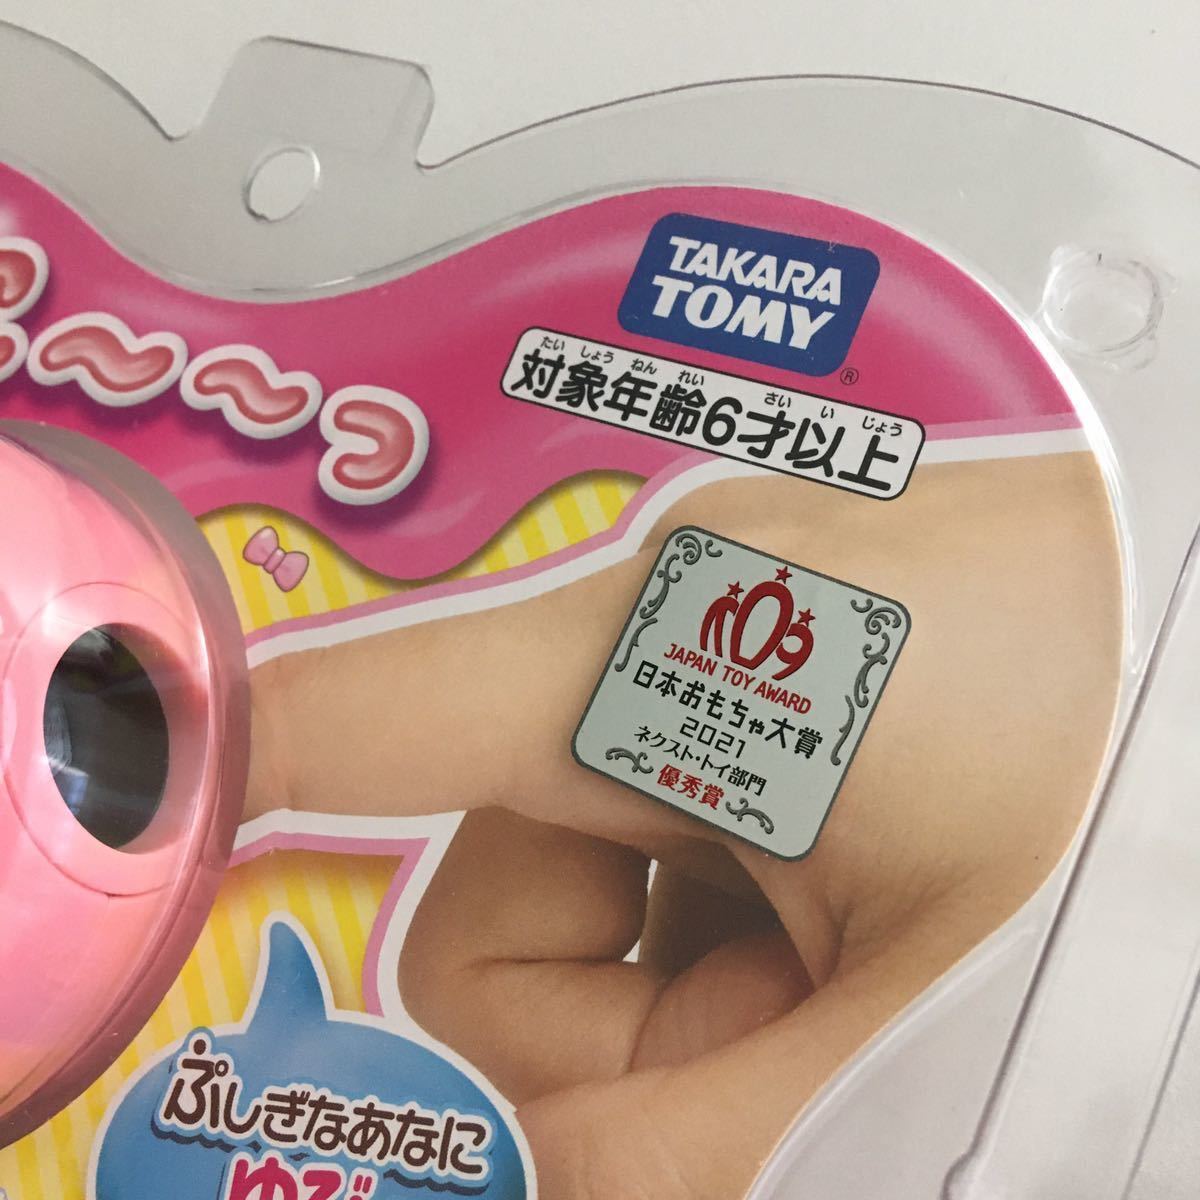 〜〜〜っ
TAKARA
TOMY
®
たい しょう ねん れい さい い じょう
対象年齢6才以上
JAPAN TOY AWARD
日本おもちゃ大賞
2021
ネクスト・トイ部門
優秀賞
ぷしぎなあなに